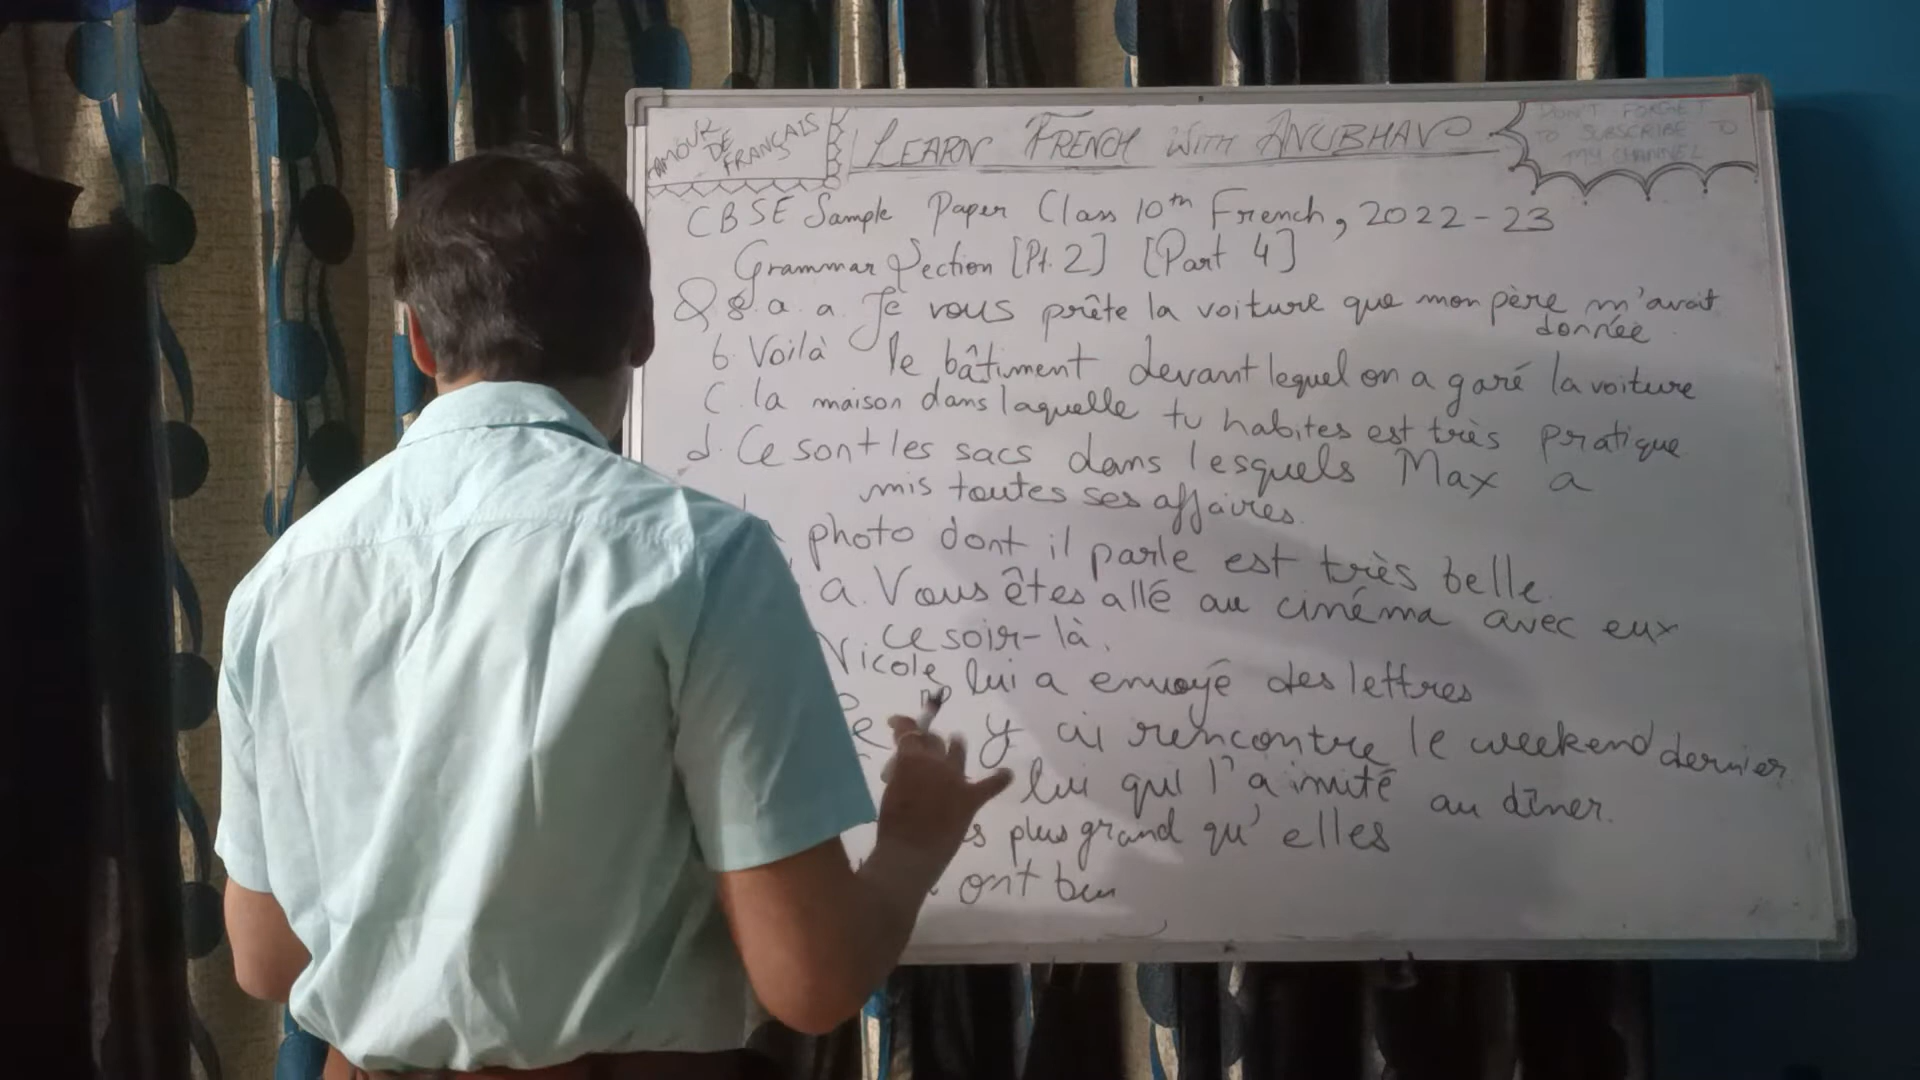 AMOUR
DE
FRANÇAIS
LEARN FRENCH WITH ANUBHAV
DON'T FORGET
TO SUBSCRIBE TO
MY CHANNEL
CBSE Sample Paper Class 10th French, 2022-23
Grammar Section [Pt. 2] [Part 4]
Q 8. a. a. Je vous prête la voiture que mon père m'avait
donnée.
b. Voilà le bâtiment devant lequel on a garé la voiture
c. la maison dans laquelle tu habites est très pratique
d. Ce sont les sacs dans lesquels Max a
mis toutes ses affaires.
photo dont il parle est très belle.
a. Vous êtes allé au cinéma avec eux
ce soir-là.
Nicole lui a envoyé des lettres
y ai rencontre le weekend dernier
lui qui l'a invité au dîner.
plus grand qu'elles
ont bu